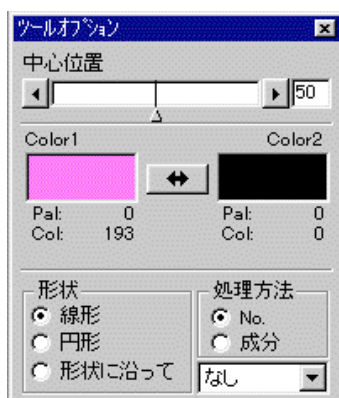 ツールオプション
中心位置
50
Color1 Color2
Pal: 0 Pal: 0
Col: 193 Col: 0
形状 処理方法
線形 No.
円形 成分
形状に沿って なし